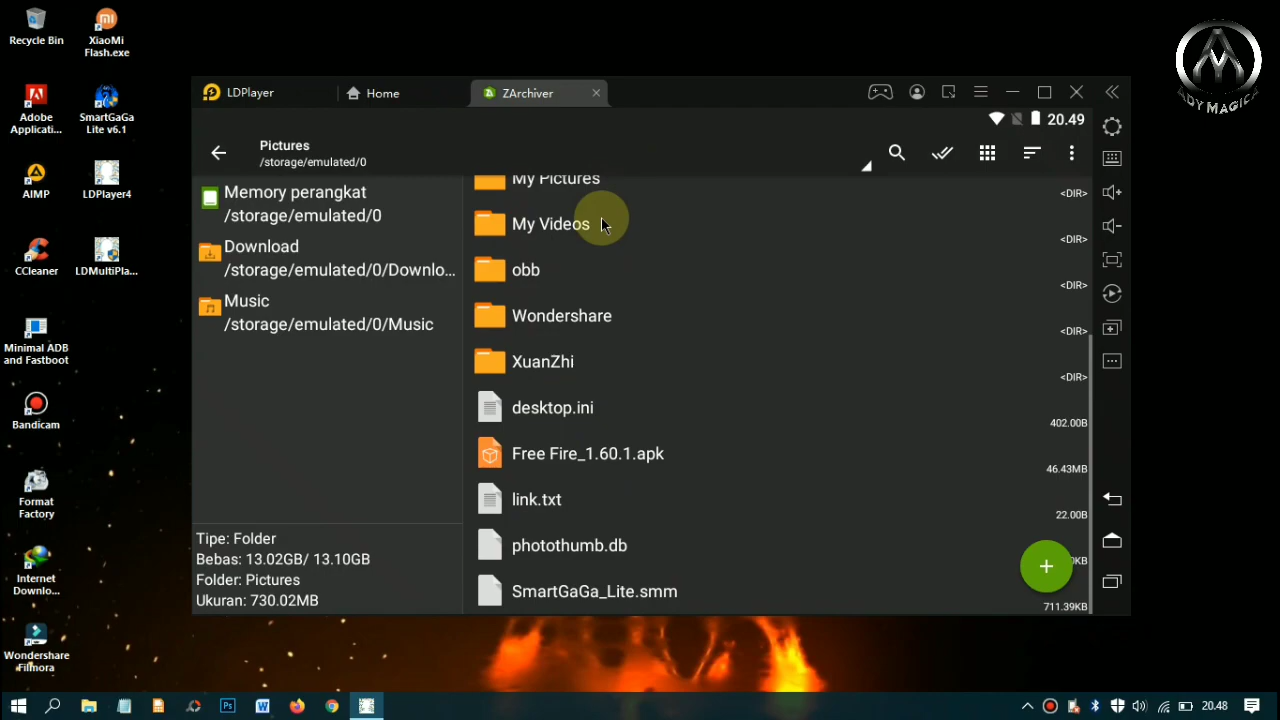 Recycle Bin
XiaoMi
Flash.exe
Adobe
Applicati...
SmartGaGa
Lite v6.1
AIMP
LDPlayer4
CCleaner
LDMultiPla...
Minimal ADB
and Fastboot
Bandicam
Format
Factory
Internet
Downlo...
Wondershare
Filmora
LDPlayer
Home
ZArchiver
20.49
Pictures
/storage/emulated/0
Memory perangkat
/storage/emulated/0
Download
/storage/emulated/0/Downlo...
Music
/storage/emulated/0/Music
Tipe: Folder
Bebas: 13.02GB/ 13.10GB
Folder: Pictures
Ukuran: 730.02MB
My Pictures
<DIR>
My Videos
<DIR>
obb
<DIR>
Wondershare
<DIR>
XuanZhi
<DIR>
desktop.ini
402.00B
Free Fire_1.60.1.apk
46.43MB
link.txt
22.00B
photothumb.db
SmartGaGa_Lite.smm
711.39KB
20.48